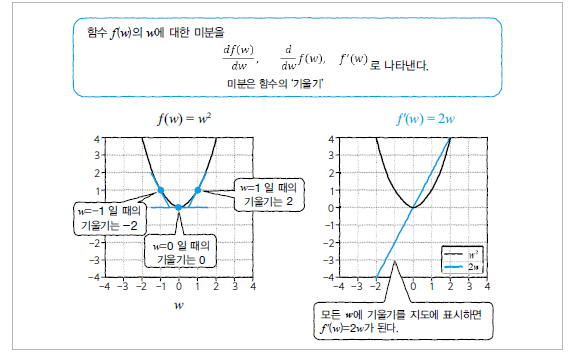 함수 f(w)의 w에 대한 미분을
df(w)/dw, d/dw f(w), f′(w) 로 나타낸다.
미분은 함수의 ‘기울기’
f(w) = w²
4
3
2
1
0
−1
−2
−3
−4
−4 −3 −2 −1 0 1 2 3 4
w
w=1 일 때의
기울기는 2
w=−1 일 때의
기울기는 −2
w=0 일 때의
기울기는 0
f′(w) = 2w
4
3
2
1
0
−1
−2
−3
−4
−4 −3 −2 0 1 2 3 4
w²
2w
모든 w에 기울기를 지도에 표시하면
f′(w)=2w가 된다.